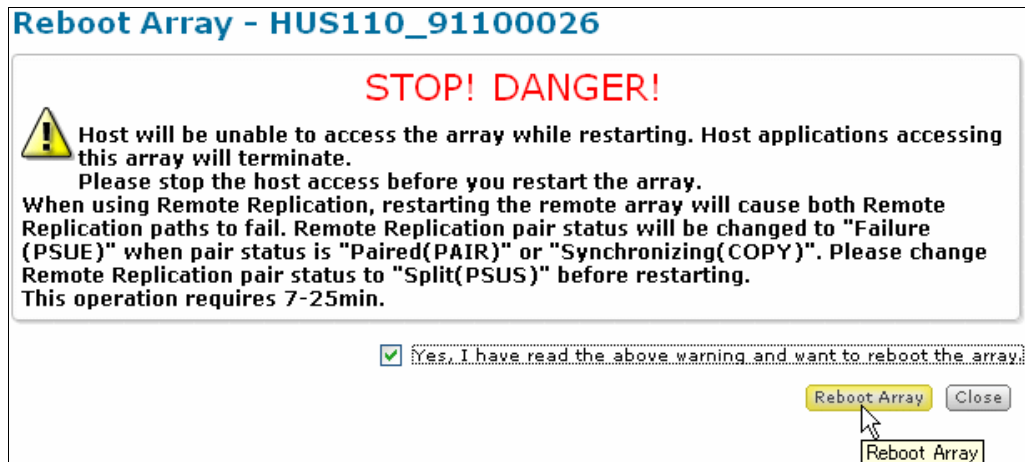 Reboot Array - HUS110_91100026
STOP! DANGER!
Host will be unable to access the array while restarting. Host applications accessing
this array will terminate.
Please stop the host access before you restart the array.
When using Remote Replication, restarting the remote array will cause both Remote
Replication paths to fail. Remote Replication pair status will be changed to "Failure
(PSUE)" when pair status is "Paired(PAIR)" or "Synchronizing(COPY)". Please change
Remote Replication pair status to "Split(PSUS)" before restarting.
This operation requires 7-25min.
Yes, I have read the above warning and want to reboot the array.
Reboot Array Close
Reboot Array